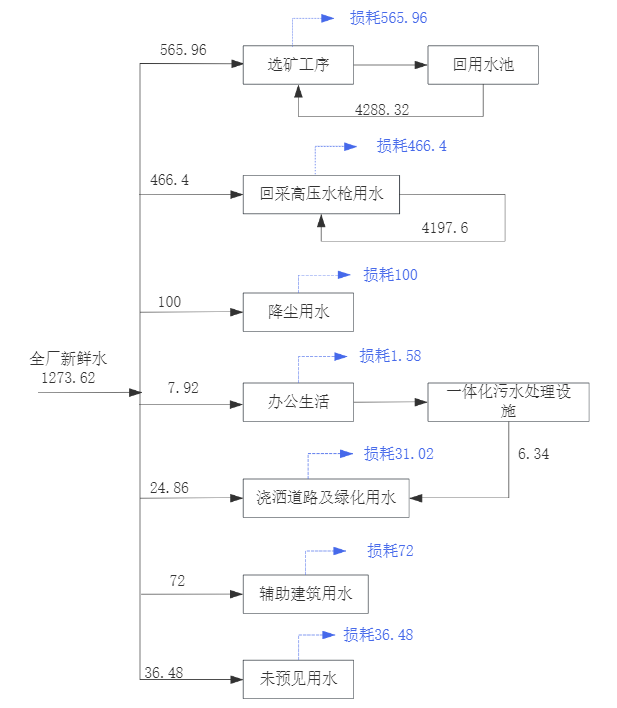 损耗565.96
565.96
选矿工序
回用水池
4288.32
损耗466.4
466.4
回采高压水枪用水
4197.6
损耗100
100
降尘用水
全厂新鲜水
1273.62
损耗1.58
7.92
办公生活
一体化污水处理设
施
6.34
损耗31.02
24.86
浇洒道路及绿化用水
损耗72
72
辅助建筑用水
损耗36.48
36.48
未预见用水